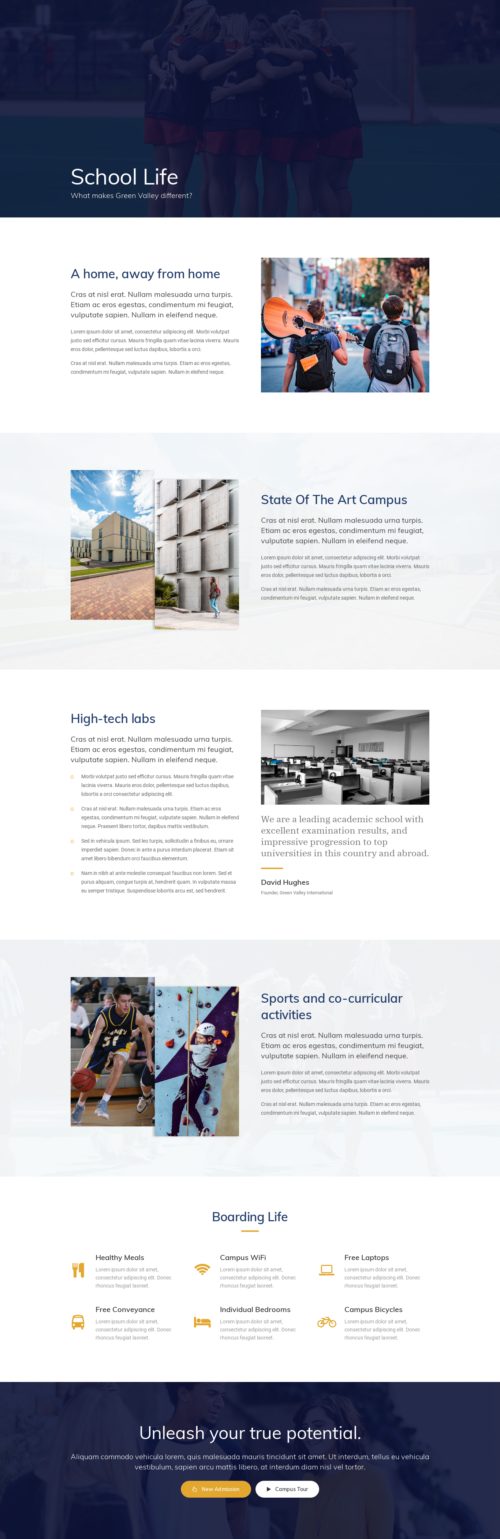 School Life
What makes Green Valley different?
A home, away from home
Cras at nisl erat. Nullam malesuada urna turpis.
Etiam ac eros egestas, condimentum mi feugiat,
vulputate sapien. Nullam in eleifend neque.
Lorem ipsum dolor sit amet, consectetur adipiscing elit. Morbi volutpat
justo sed efficitur cursus. Mauris fringilla quam vitae lacinia viverra. Mauris
eros dolor, pellentesque sed luctus dapibus, lobortis a orci.
Cras at nisl erat. Nullam malesuada urna turpis. Etiam ac eros egestas,
condimentum mi feugiat, vulputate sapien. Nullam in eleifend neque.
State Of The Art Campus
Cras at nisl erat. Nullam malesuada urna turpis.
Etiam ac eros egestas, condimentum mi feugiat,
vulputate sapien. Nullam in eleifend neque.
Lorem ipsum dolor sit amet, consectetur adipiscing elit. Morbi volutpat
justo sed efficitur cursus. Mauris fringilla quam vitae lacinia viverra. Mauris
eros dolor, pellentesque sed luctus dapibus, lobortis a orci.
Cras at nisl erat. Nullam malesuada urna turpis. Etiam ac eros egestas,
condimentum mi feugiat, vulputate sapien. Nullam in eleifend neque.
High-tech labs
Cras at nisl erat. Nullam malesuada urna turpis.
Etiam ac eros egestas, condimentum mi feugiat,
vulputate sapien. Nullam in eleifend neque.
Morbi volutpat justo sed efficitur cursus. Mauris fringilla quam vitae
lacinia viverra. Mauris eros dolor, pellentesque sed luctus dapibus,
lobortis a orci consectetur adipiscing elit.
Cras at nisl erat. Nullam malesuada urna turpis. Etiam ac eros
egestas, condimentum mi feugiat, vulputate sapien. Nullam in eleifend
neque. Praesent libero tortor, dapibus mattis vestibulum.
Sed in vehicula ipsum. Sed leo turpis, sollicitudin a finibus eu, ornare
imperdiet sapien. Donec in ante a purus interdum placerat. Etiam sit
amet libero bibendum orci faucibus elementum.
Nam in nibh at ante molestie consequat faucibus non lorem. Sed et
purus aliquam, congue turpis at, hendrerit quam. In vulputate massa
eu semper tristique. Suspendisse lobortis arcu est, sed hendrerit
We are a leading academic school with
excellent examination results, and
impressive progression to top
universities in this country and abroad.
David Hughes
Founder, Green Valley International
Sports and co-curricular
activities
Cras at nisl erat. Nullam malesuada urna turpis.
Etiam ac eros egestas, condimentum mi feugiat,
vulputate sapien. Nullam in eleifend neque.
Lorem ipsum dolor sit amet, consectetur adipiscing elit. Morbi volutpat
justo sed efficitur cursus. Mauris fringilla quam vitae lacinia viverra. Mauris
eros dolor, pellentesque sed luctus dapibus, lobortis a orci.
Cras at nisl erat. Nullam malesuada urna turpis. Etiam ac eros egestas,
condimentum mi feugiat, vulputate sapien. Nullam in eleifend neque.
Boarding Life
Healthy Meals
Lorem ipsum dolor sit amet,
consectetur adipiscing elit. Donec
rhoncus feugiat laoreet.
Campus WiFi
Lorem ipsum dolor sit amet,
consectetur adipiscing elit. Donec
rhoncus feugiat laoreet.
Free Laptops
Lorem ipsum dolor sit amet,
consectetur adipiscing elit. Donec
rhoncus feugiat laoreet.
Free Conveyance
Lorem ipsum dolor sit amet,
consectetur adipiscing elit. Donec
rhoncus feugiat laoreet.
Individual Bedrooms
Lorem ipsum dolor sit amet,
consectetur adipiscing elit. Donec
rhoncus feugiat laoreet.
Campus Bicycles
Lorem ipsum dolor sit amet,
consectetur adipiscing elit. Donec
rhoncus feugiat laoreet.
Unleash your true potential.
Aliquam commodo vehicula lorem, quis malesuada mauris tincidunt sit amet. Ut interdum, tellus eu vehicula
vestibulum, sapien arcu mattis libero, at interdum diam nisl vel tortor.
New Admission
Campus Tour